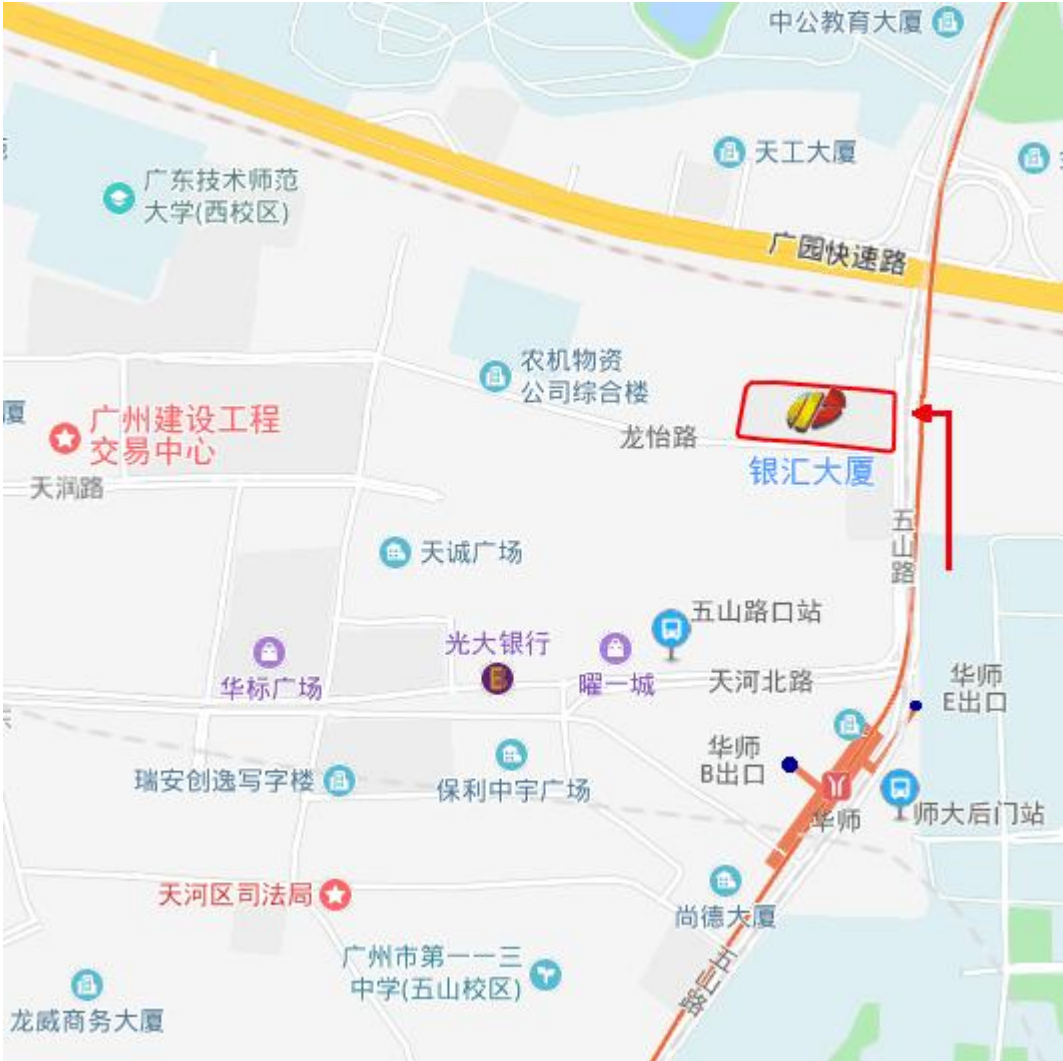 中公教育大厦
天工大厦
广东技术师范
大学(西校区)
广园快速路
农机物资
公司综合楼
厦
广州建设工程
交易中心
龙怡路
银汇大厦
天润路
五山路
天诚广场
五山路口站
光大银行
华标广场
曜一城
天河北路
华师
E出口
华师
B出口
瑞安创逸写字楼
保利中宇广场
华师
师大后门站
天河区司法局
尚德大厦
广州市第一一三
中学(五山校区)
五山路
龙威商务大厦